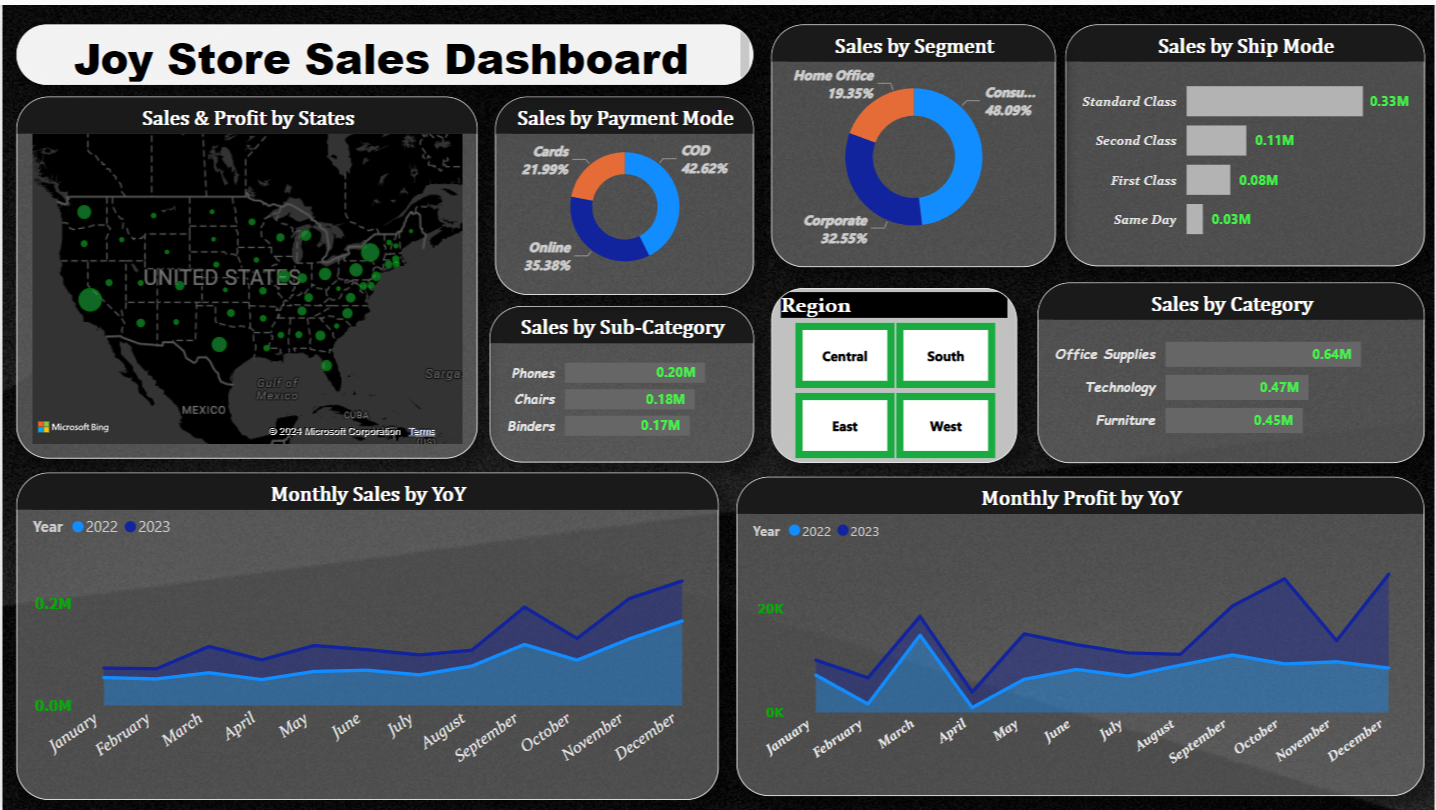 Joy Store Sales Dashboard
Sales & Profit by States
UNITED STATES
Gulf of
Mexico
MEXICO
CUBA
Sarga
Microsoft Bing
© 2024 Microsoft Corporation Terms
(US)
Sales by Payment Mode
Cards
21.99%
COD
42.62%
Online
35.38%
Sales by Sub-Category
Phones 0.20M
Chairs 0.18M
Binders 0.17M
Sales by Segment
Home Office
19.35%
Consu...
48.09%
Corporate
32.55%
Sales by Ship Mode
Standard Class 0.33M
Second Class 0.11M
First Class 0.08M
Same Day 0.03M
Region
Central South
East West
Sales by Category
Office Supplies 0.64M
Technology 0.47M
Furniture 0.45M
Monthly Sales by YoY
Year 2022 2023
0.2M
0.0M
January February March April May June July August September October November December
Monthly Profit by YoY
Year 2022 2023
20K
0K
January February March April May June July August September October November December